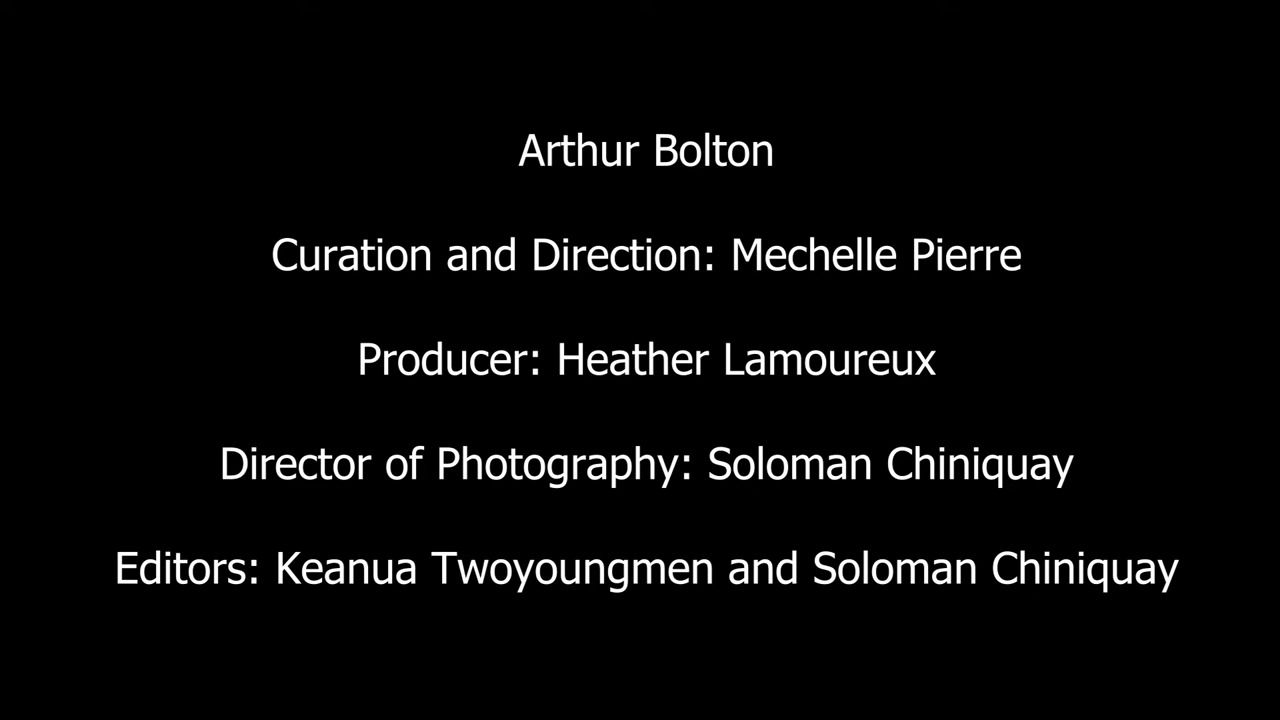 Arthur Bolton
Curation and Direction: Mechelle Pierre
Producer: Heather Lamoureux
Director of Photography: Soloman Chiniquay
Editors: Keanua Twoyoungmen and Soloman Chiniquay